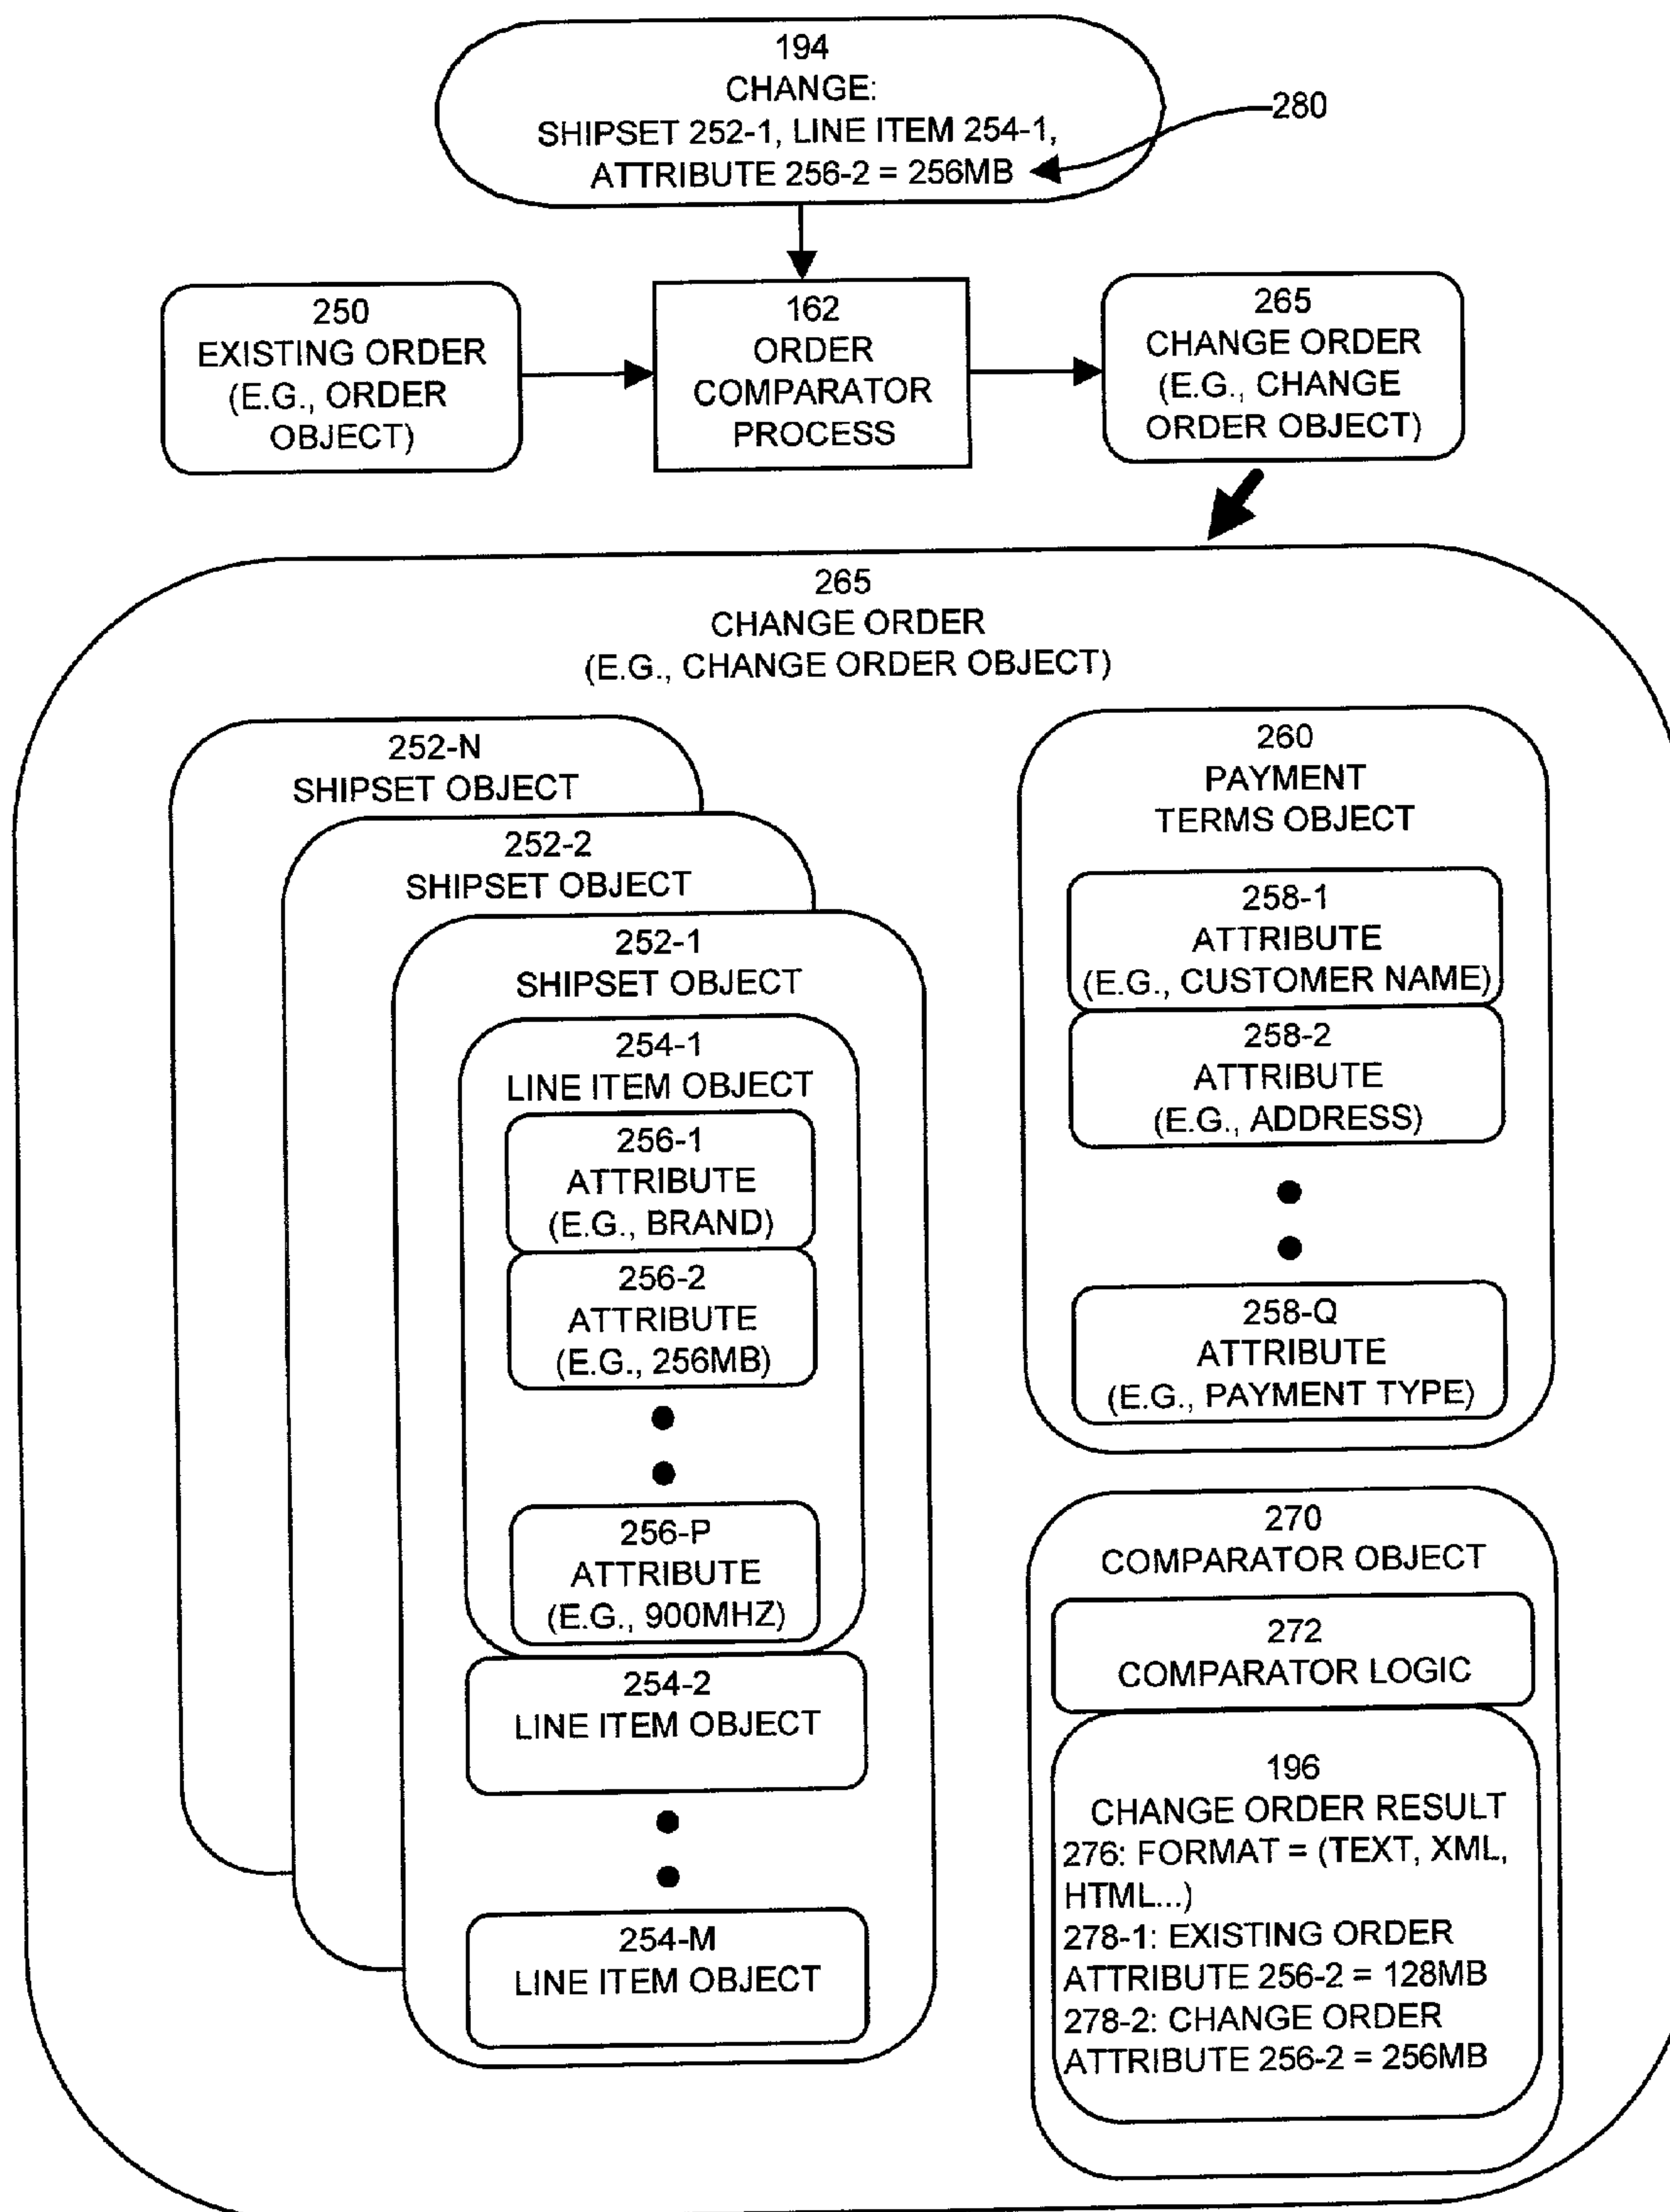 194
CHANGE:
SHIPSET 252-1, LINE ITEM 254-1,
ATTRIBUTE 256-2 = 256MB
280
250
EXISTING ORDER
(E.G., ORDER
OBJECT)
162
ORDER
COMPARATOR
PROCESS
265
CHANGE ORDER
(E.G., CHANGE
ORDER OBJECT)
265
CHANGE ORDER
(E.G., CHANGE ORDER OBJECT)
252-N
SHIPSET OBJECT
252-2
SHIPSET OBJECT
252-1
SHIPSET OBJECT
254-1
LINE ITEM OBJECT
256-1
ATTRIBUTE
(E.G., BRAND)
256-2
ATTRIBUTE
(E.G., 256MB)
256-P
ATTRIBUTE
(E.G., 900MHZ)
254-2
LINE ITEM OBJECT
254-M
LINE ITEM OBJECT
260
PAYMENT
TERMS OBJECT
258-1
ATTRIBUTE
(E.G., CUSTOMER NAME)
258-2
ATTRIBUTE
(E.G., ADDRESS)
258-Q
ATTRIBUTE
(E.G., PAYMENT TYPE)
270
COMPARATOR OBJECT
272
COMPARATOR LOGIC
196
CHANGE ORDER RESULT
276: FORMAT = (TEXT, XML,
HTML...)
278-1: EXISTING ORDER
ATTRIBUTE 256-2 = 128MB
278-2: CHANGE ORDER
ATTRIBUTE 256-2 = 256MB